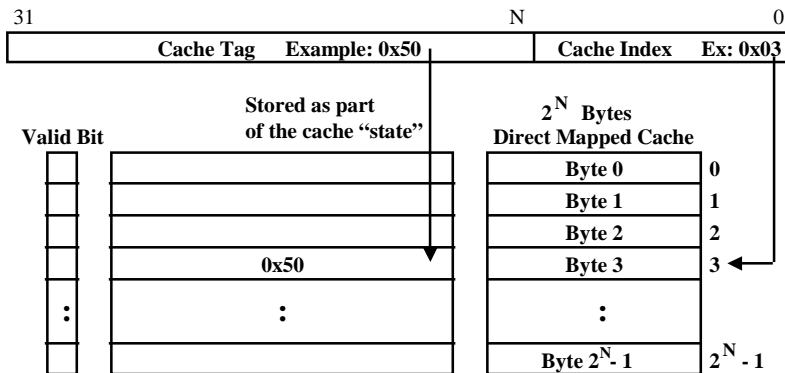 31 N 0
Cache Tag Example: 0x50 Cache Index Ex: 0x03
Stored as part
of the cache “state”
2^N Bytes
Direct Mapped Cache
Valid Bit
Byte 0 0
Byte 1 1
Byte 2 2
0x50 Byte 3 3
: : :
Byte 2^N- 1 2^N - 1